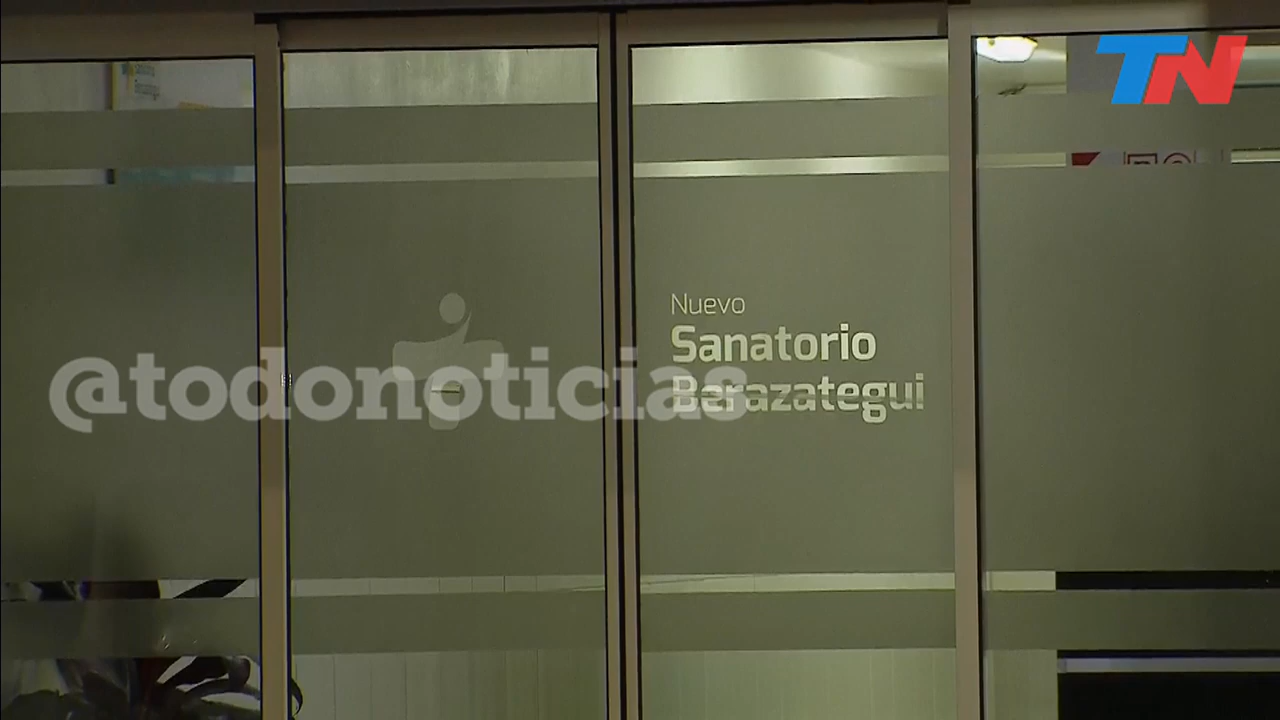 TN
Nuevo
Sanatorio
Berazategui
@todonoticias